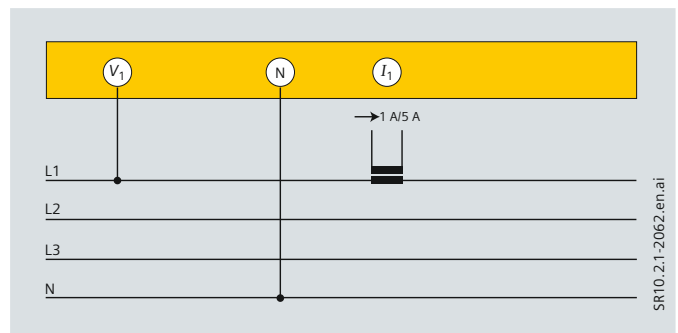 V1 N I1
→1 A/5 A
L1
L2
L3
N
SR10.2.1-2062.en.ai